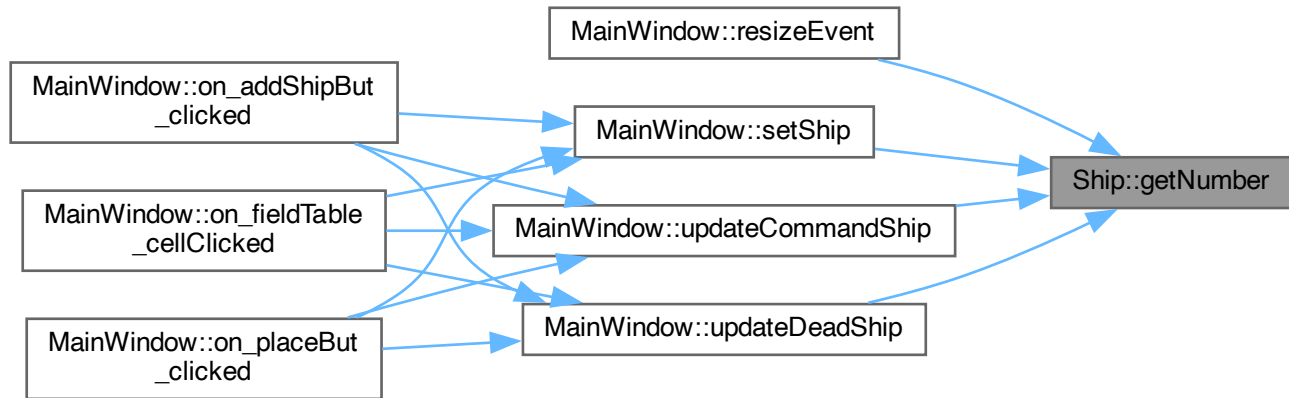 MainWindow::resizeEvent
MainWindow::on_addShipBut
_clicked
MainWindow::setShip
Ship::getNumber
MainWindow::on_fieldTable
_cellClicked
MainWindow::updateCommandShip
MainWindow::updateDeadShip
MainWindow::on_placeBut
_clicked